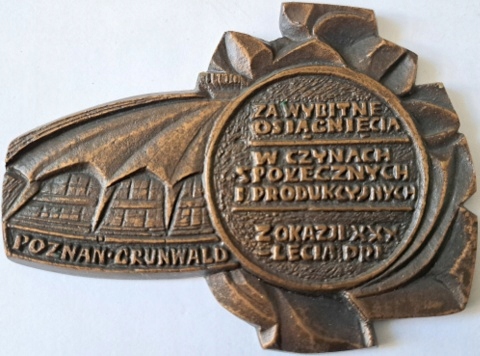 ZA WYBITNE
OSIĄGNIĘCIA
W CZYNACH
SPOŁECZNYCH
I PRODUKCYJNYCH
Z OKAZJI XXX
LECIA PRL
POZNAŃ·GRUNWALD